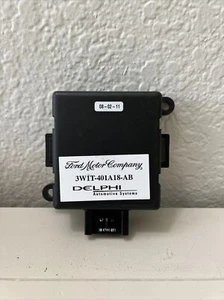 08-02-11
Ford Motor Company,
3W1T-401A18-AB
DELPHI
Automotive Systems